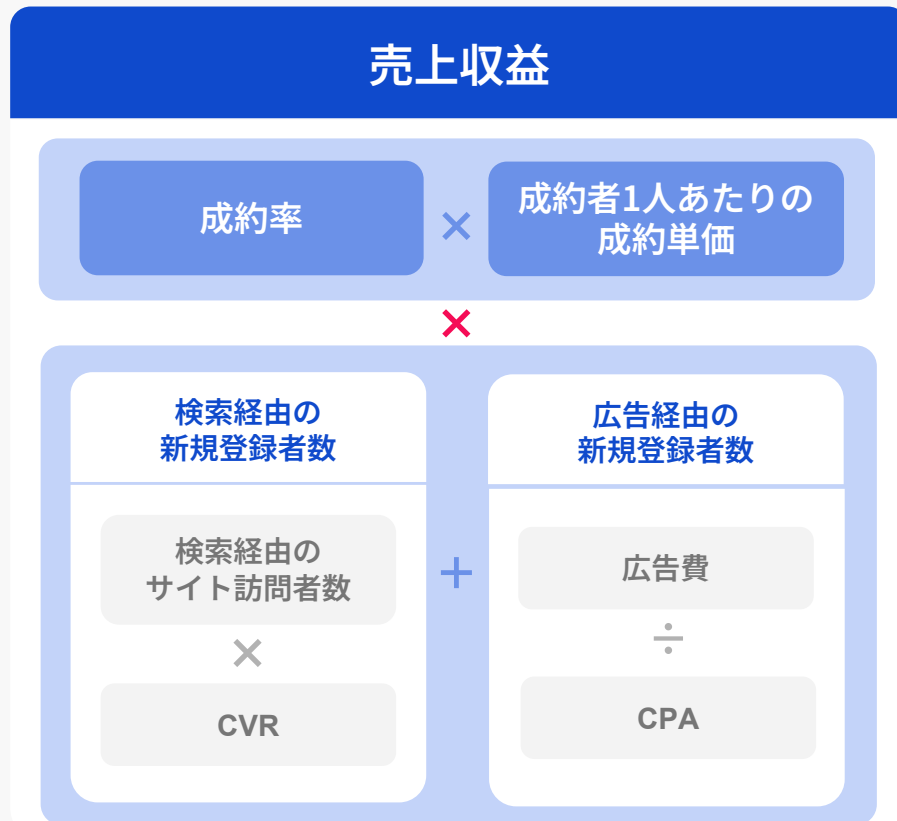 売上収益
成約率
×
成約者1人あたりの
成約単価
×
検索経由の
新規登録者数
検索経由の
サイト訪問者数
×
CVR
+
広告経由の
新規登録者数
広告費
÷
CPA